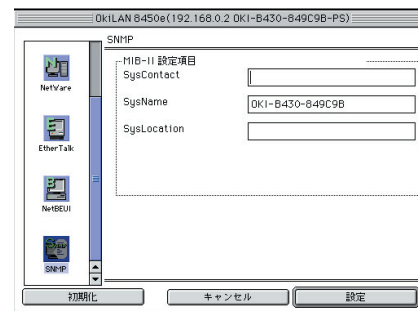 OkiLAN 8450e(192.168.0.2 OKI-B430-849C9B-PS)
SNMP
MIB-II 設定項目
SysContact
NetWare
SysName
OKI-B430-849C9B
SysLocation
EtherTalk
NetBEUI
SNMP
初期化
キャンセル
設定